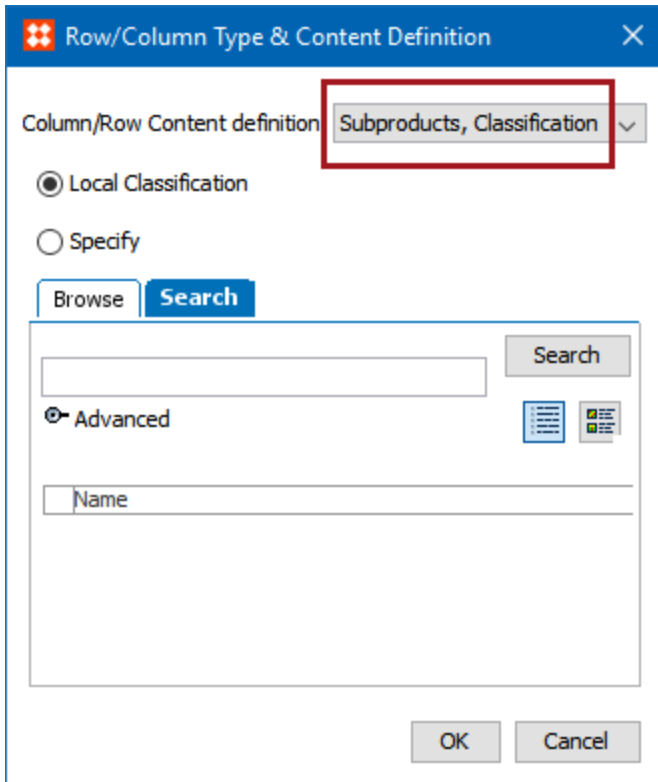 Row/Column Type & Content Definition
Column/Row Content definition Subproducts, Classification
Local Classification
Specify
Browse Search
Search
Advanced
Name
OK Cancel